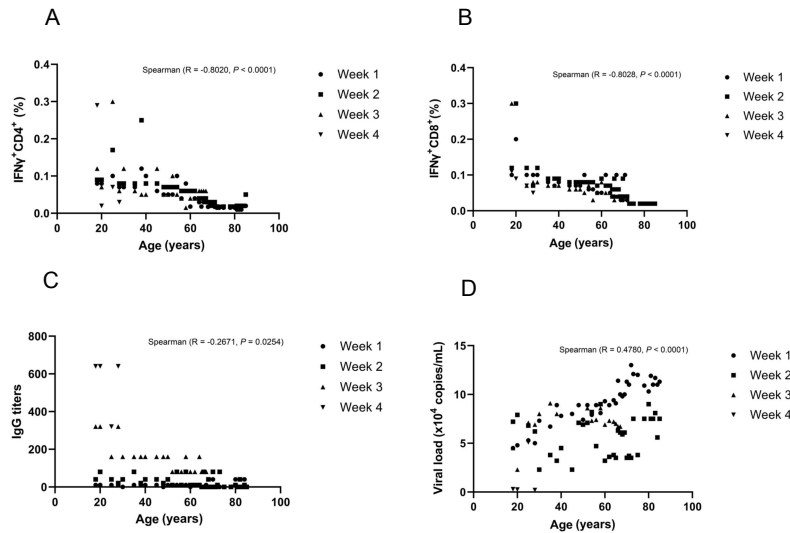 A
Spearman (R = -0.8020, P < 0.0001)
Week 1
Week 2
Week 3
Week 4
0.4
0.3
0.2
0.1
0.0
IFNγ+CD4+ (%)
0
20
40
60
80
100
Age (years)
B
Spearman (R = -0.8028, P < 0.0001)
Week 1
Week 2
Week 3
Week 4
0.4
0.3
0.2
0.1
0.0
IFNγ+CD8+ (%)
0
20
40
60
80
100
Age (years)
C
Spearman (R = -0.2671, P = 0.0254)
Week 1
Week 2
Week 3
Week 4
800
600
400
200
0
IgG titers
0
20
40
60
80
100
Age (years)
D
Spearman (R = 0.4780, P < 0.0001)
Week 1
Week 2
Week 3
Week 4
15
10
5
0
Viral load (x10⁴ copies/mL)
0
20
40
60
80
100
Age (years)